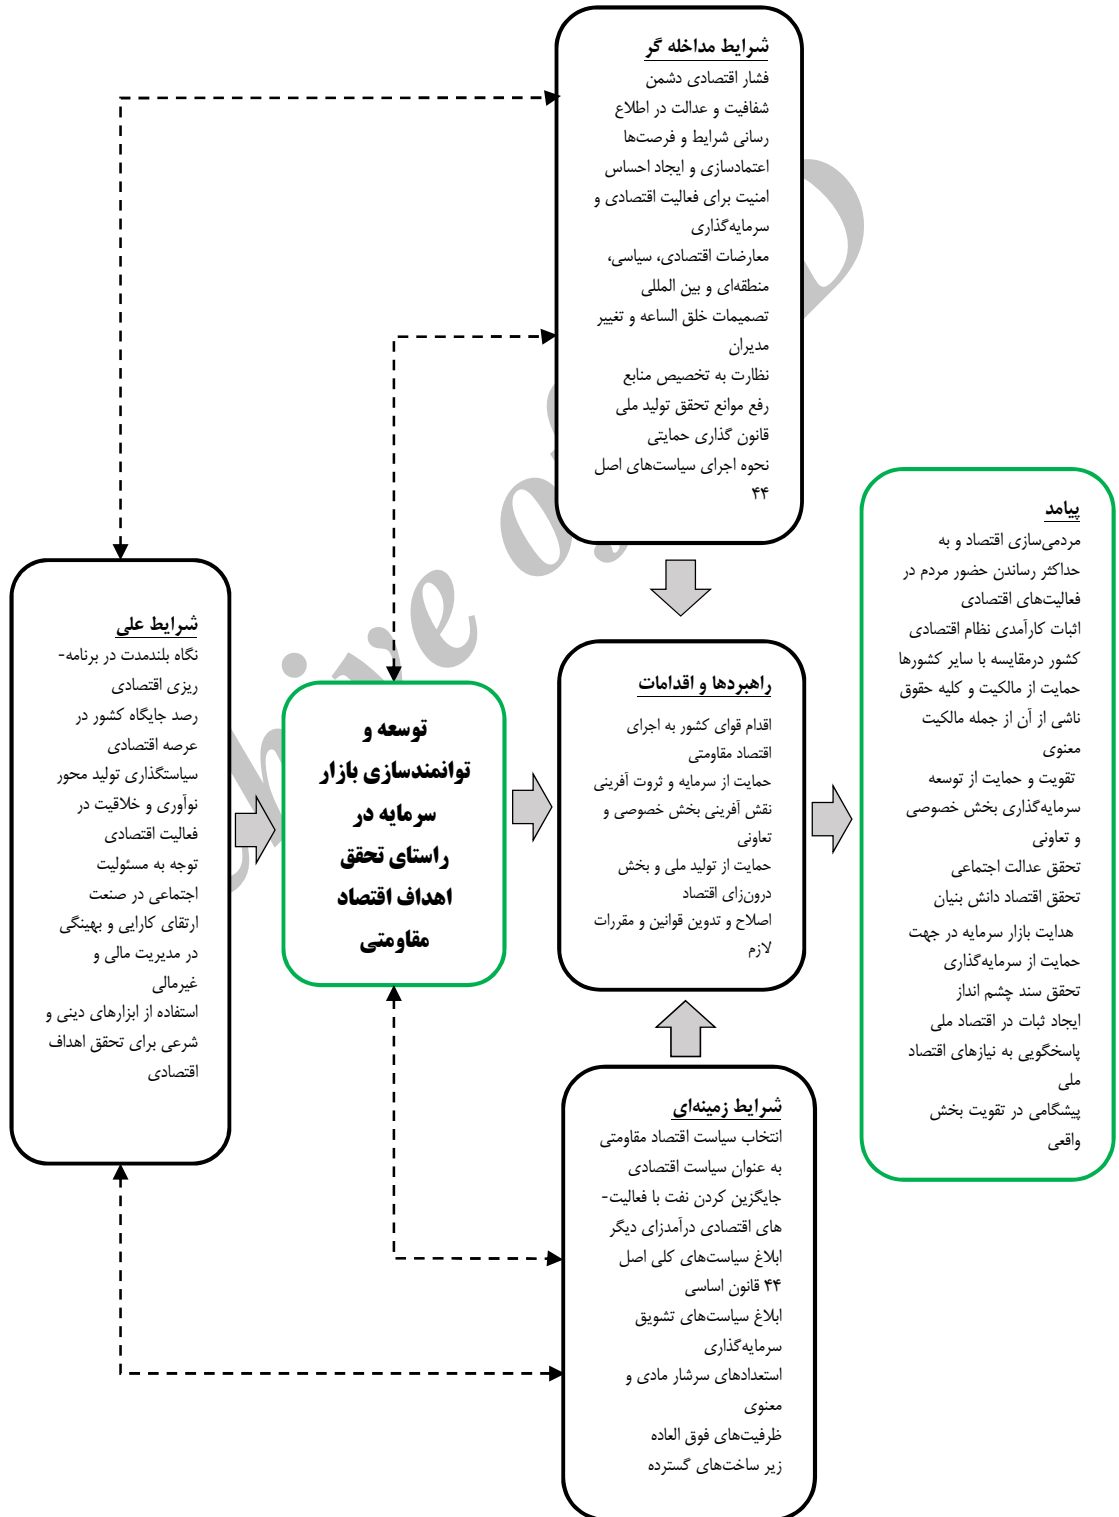 شرایط مداخله گر
فشار اقتصادی دشمن
شفافیت و عدالت در اطلاع
رسانی شرایط و فرصت‌ها
اعتمادسازی و ایجاد احساس
امنیت برای فعالیت اقتصادی و
سرمایه‌گذاری
معارضات اقتصادی، سیاسی،
منطقه‌ای و بین المللی
تصمیمات خلق الساعه و تغییر
مدیران
نظارت به تخصیص منابع
رفع موانع تحقق تولید ملی
قانون گذاری حمایتی
نحوه اجرای سیاست‌های اصل
۴۴
شرایط علی
نگاه بلندمدت در برنامه-
ریزی اقتصادی
رصد جایگاه کشور در
عرصه اقتصادی
سیاستگذاری تولید محور
نوآوری و خلاقیت در
فعالیت اقتصادی
توجه به مسئولیت
اجتماعی در صنعت
ارتقای کارایی و بهینگی
در مدیریت مالی و
غیرمالی
استفاده از ابزارهای دینی و
شرعی برای تحقق اهداف
اقتصادی
توسعه و
توانمندسازی بازار
سرمایه در
راستای تحقق
اهداف اقتصاد
مقاومتی
راهبردها و اقدامات
اقدام قوای کشور به اجرای
اقتصاد مقاومتی
حمایت از سرمایه و ثروت آفرینی
نقش آفرینی بخش خصوصی و
تعاونی
حمایت از تولید ملی و بخش
درون‌زای اقتصاد
اصلاح و تدوین قوانین و مقررات
لازم
شرایط زمینه‌ای
انتخاب سیاست اقتصاد مقاومتی
به عنوان سیاست اقتصادی
جایگزین کردن نفت با فعالیت-
های اقتصادی درآمدزای دیگر
ابلاغ سیاست‌های کلی اصل
۴۴ قانون اساسی
ابلاغ سیاست‌های تشویق
سرمایه‌گذاری
استعدادهای سرشار مادی و
معنوی
ظرفیت‌های فوق العاده
زیر ساخت‌های گسترده
پیامد
مردمی‌سازی اقتصاد و به
حداکثر رساندن حضور مردم در
فعالیت‌های اقتصادی
اثبات کارآمدی نظام اقتصادی
کشور درمقایسه با سایر کشورها
حمایت از مالکیت و کلیه حقوق
ناشی از آن از جمله مالکیت
معنوی
تقویت و حمایت از توسعه
سرمایه‌گذاری بخش خصوصی
و تعاونی
تحقق عدالت اجتماعی
تحقق اقتصاد دانش بنیان
هدایت بازار سرمایه در جهت
حمایت از سرمایه‌گذاری
تحقق سند چشم انداز
ایجاد ثبات در اقتصاد ملی
پاسخگویی به نیازهای اقتصاد
ملی
پیشگامی در تقویت بخش
واقعی